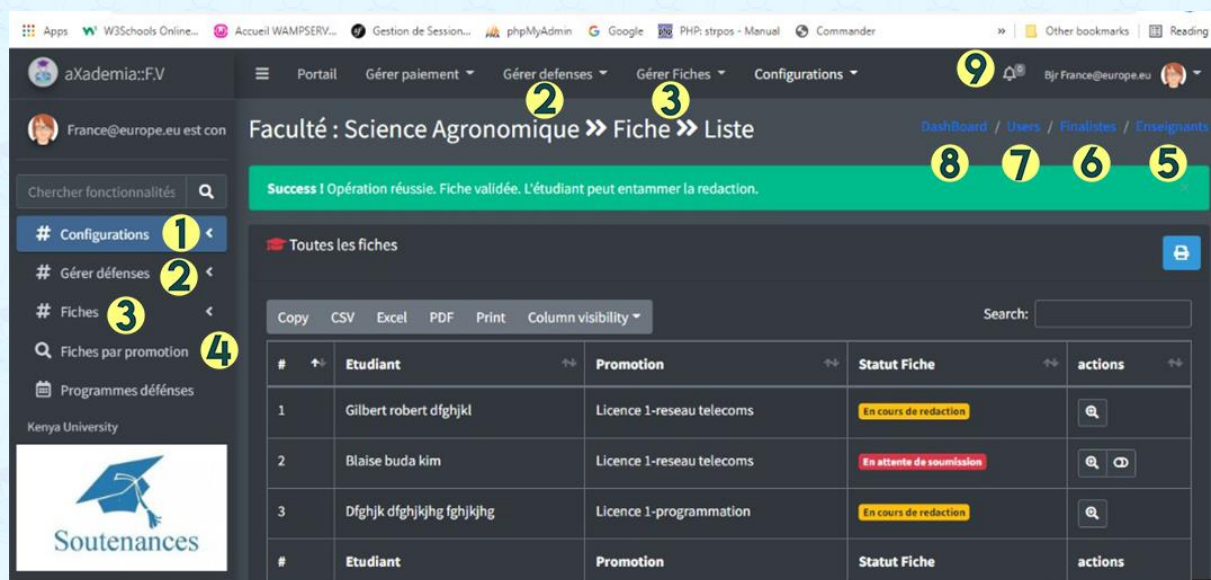 Apps W3Schools Online... Accueil WAMPSERV... Gestion de Session... phpMyAdmin Google PHP: strpos - Manual Commander » Other bookmarks Reading
aXademia::F.V Portail Gérer paiement Gérer defenses Gérer Fiches Configurations 9 0 Bjr France@europe.eu
2 3
France@europe.eu est con Faculté : Science Agronomique >> Fiche >> Liste DashBoard / Users / Finalistes / Enseignants
8 7 6 5
Chercher fonctionnalités Success ! Opération réussie. Fiche validée. L'étudiant peut entammer la redaction. ×
# Configurations 1 Toutes les fiches
# Gérer défenses 2
# Fiches 3 Copy CSV Excel PDF Print Column visibility Search:
Fiches par promotion 4 # Etudiant Promotion Statut Fiche actions
Programmes défénses 1 Gilbert robert dfghjkl Licence 1-reseau telecoms En cours de redaction
Kenya University
2 Blaise buda kim Licence 1-reseau telecoms En attente de soumission
3 Dfghjk dfghjkjhg fghjkjhg Licence 1-programmation En cours de redaction
Soutenances
# Etudiant Promotion Statut Fiche actions